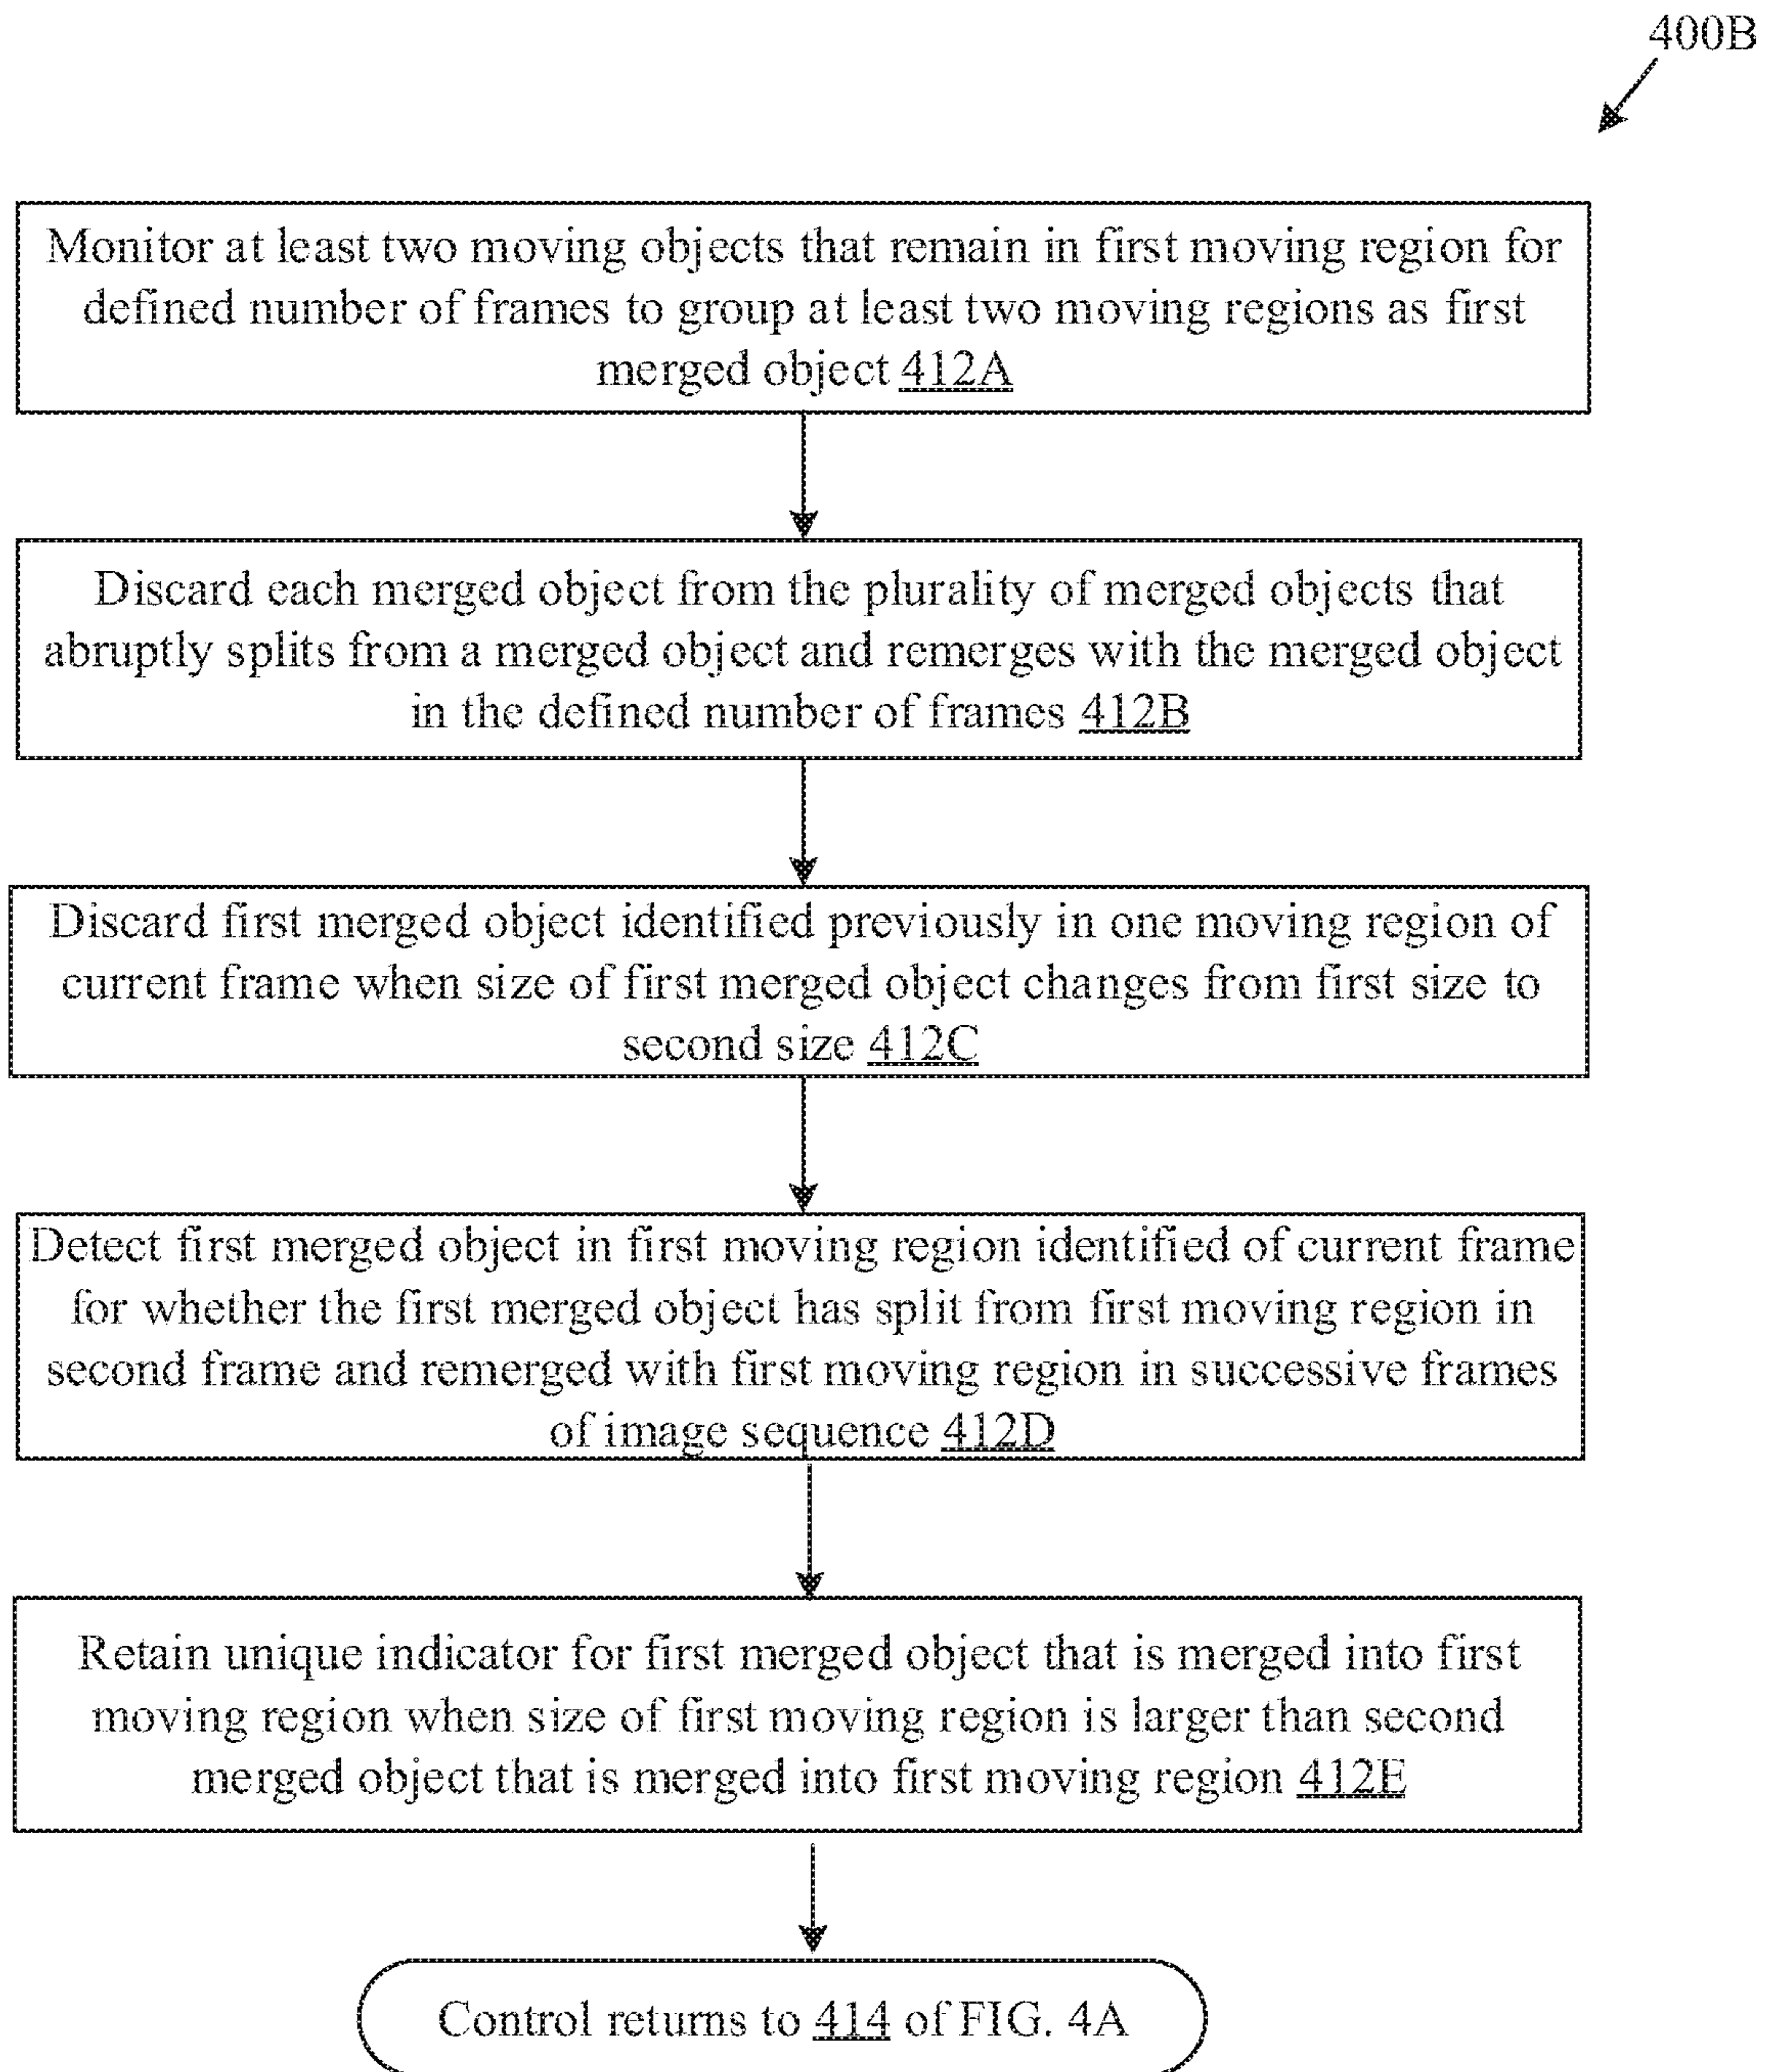 400B
Monitor at least two moving objects that remain in first moving region for
defined number of frames to group at least two moving regions as first
merged object 412A
Discard each merged object from the plurality of merged objects that
abruptly splits from a merged object and remerges with the merged object
in the defined number of frames 412B
Discard first merged object identified previously in one moving region of
current frame when size of first merged object changes from first size to
second size 412C
Detect first merged object in first moving region identified of current frame
for whether the first merged object has split from first moving region in
second frame and remerged with first moving region in successive frames
of image sequence 412D
Retain unique indicator for first merged object that is merged into first
moving region when size of first moving region is larger than second
merged object that is merged into first moving region 412E
Control returns to 414 of FIG. 4A